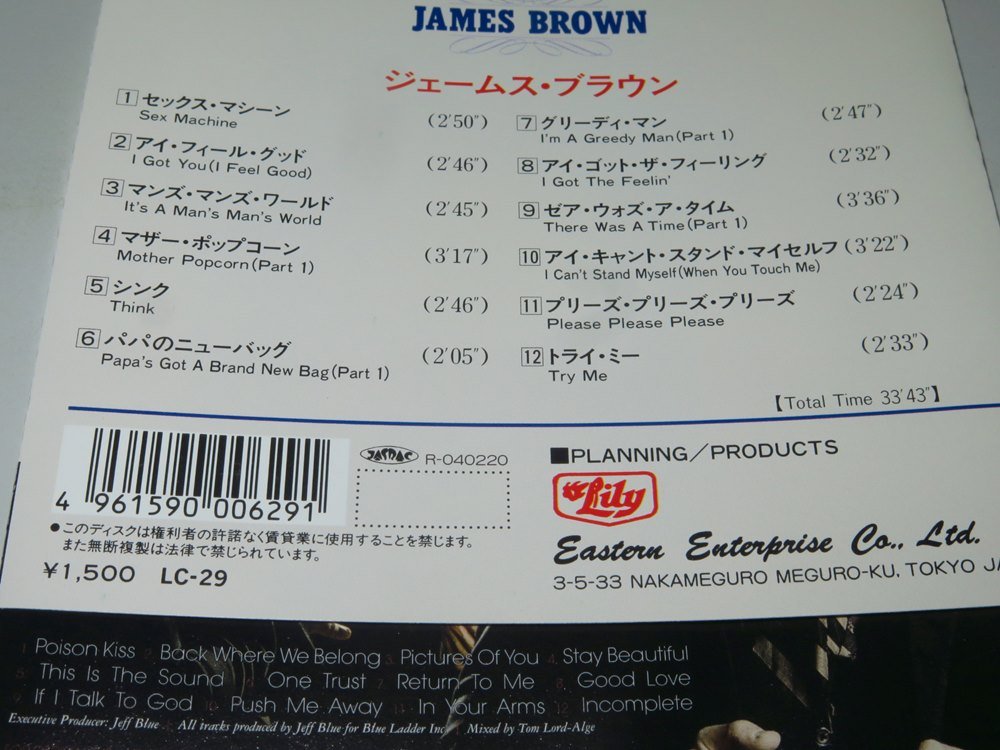 JAMES BROWN
ジェームス・ブラウン
1 セックス・マシーン (2'50")
Sex Machine
2 アイ・フィール・グッド (2'46")
I Got You(I Feel Good)
3 マンズ・マンズ・ワールド (2'45")
It's A Man's Man's World
4 マザー・ポップコーン (3'17")
Mother Popcorn(Part 1)
5 シンク (2'46")
Think
6 パパのニューバッグ (2'05")
Papa's Got A Brand New Bag(Part 1)
7 グリーディ・マン (2'47")
I'm A Greedy Man(Part 1)
8 アイ・ゴット・ザ・フィーリング (2'32")
I Got The Feelin'
9 ゼア・ウォズ・ア・タイム (3'36")
There Was A Time(Part 1)
10 アイ・キャント・スタンド・マイセルフ (3'22")
I Can't Stand Myself(When You Touch Me)
11 プリーズ・プリーズ・プリーズ (2'24")
Please Please Please
12 トライ・ミー (2'33")
Try Me
【Total Time 33'43"】
4 961590 006291
JASRAC R-040220
●このディスクは権利者の許諾なく賃貸業に使用することを禁じます。
また無断複製は法律で禁じられています。
¥1,500 LC-29
■PLANNING/PRODUCTS
Lily
Eastern Enterprise Co., Ltd.
3-5-33 NAKAMEGURO MEGURO-KU, TOKYO JA
1 Poison Kiss 2 Back Where We Belong 3 Pictures Of You 4 Stay Beautiful
5 This Is The Sound 6 One Trust 7 Return To Me 8 Good Love
9 If I Talk To God 10 Push Me Away 11 In Your Arms 12 Incomplete
Executive Producer: Jeff Blue All tracks produced by Jeff Blue for Blue Ladder Inc Mixed by Tom Lord-Alge